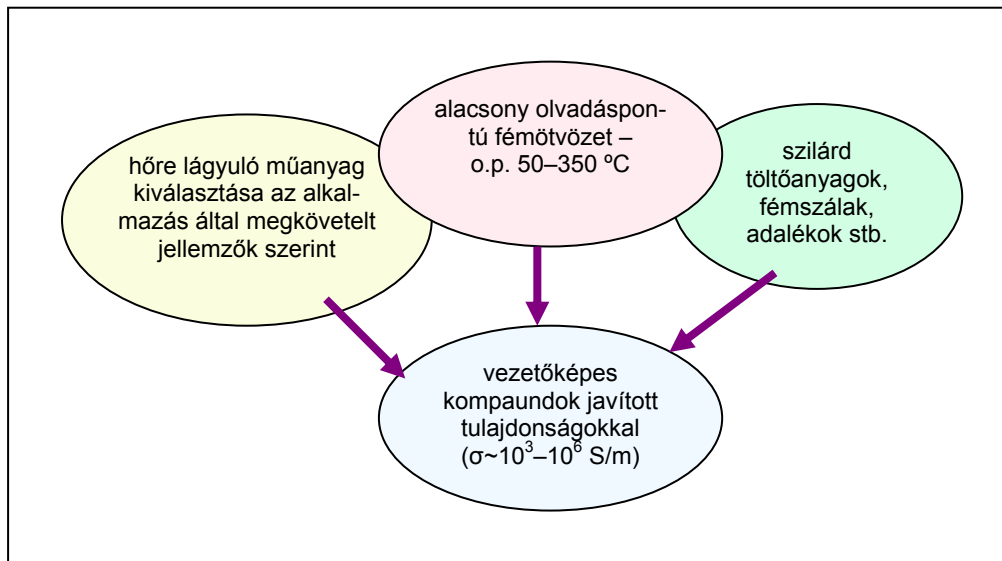 hőre lágyuló műanyag
kiválasztása az alkal-
mazás által megkövetelt
jellemzők szerint
alacsony olvadáspon-
tú fémötvözet –
o.p. 50–350 ºC
szilárd
töltőanyagok,
fémszálak,
adalékok stb.
vezetőképes
kompaundok javított
tulajdonságokkal
(σ~10³–10⁶ S/m)